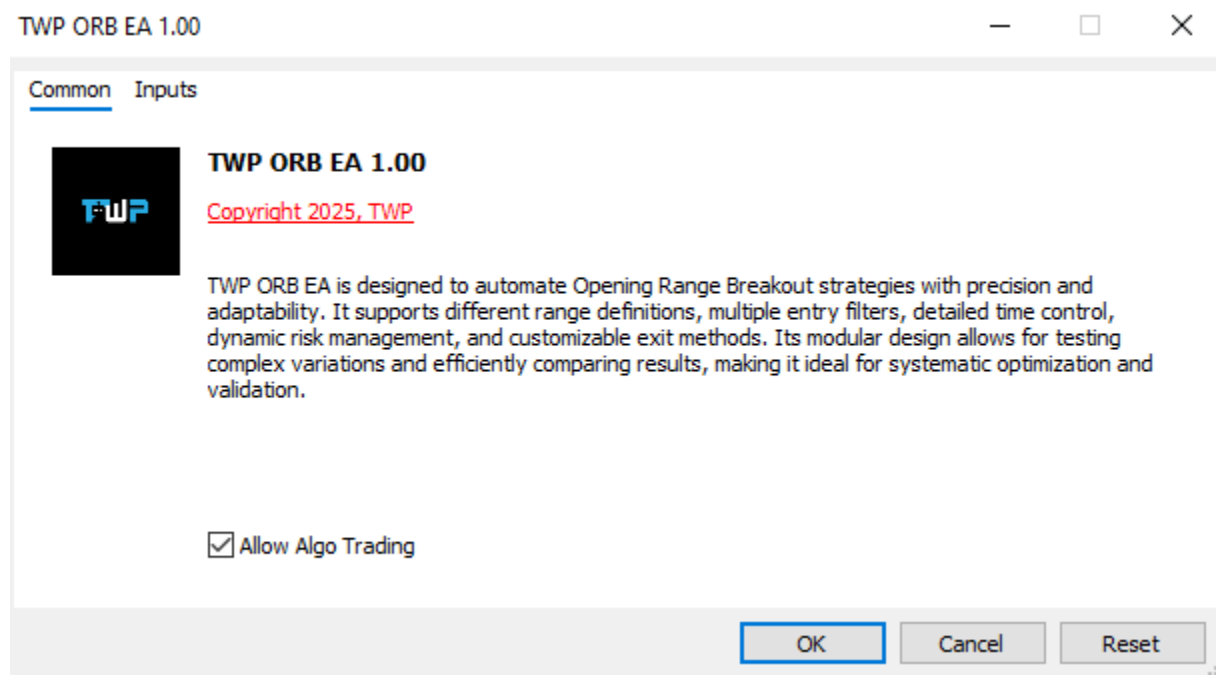 TWP ORB EA 1.00
Common Inputs
TWP ORB EA 1.00
TWP
Copyright 2025, TWP
TWP ORB EA is designed to automate Opening Range Breakout strategies with precision and
adaptability. It supports different range definitions, multiple entry filters, detailed time control,
dynamic risk management, and customizable exit methods. Its modular design allows for testing
complex variations and efficiently comparing results, making it ideal for systematic optimization and
validation.
Allow Algo Trading
OK Cancel Reset